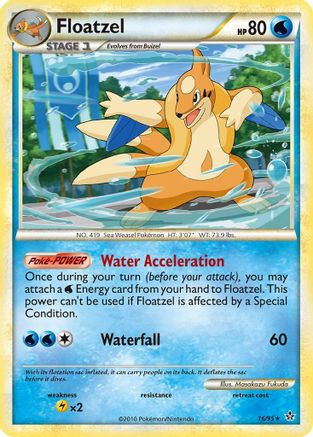 Floatzel
HP 80
STAGE 1
Evolves from Buizel
NO. 419 Sea Weasel Pokémon HT: 3'07" WT: 73.9 lbs.
Poké-POWER Water Acceleration
Once during your turn (before your attack), you may
attach a Energy card from your hand to Floatzel. This
power can't be used if Floatzel is affected by a Special
Condition.
Waterfall 60
With its flotation sac inflated, it can carry people on its back. It deflates the sac
before it dives.
Illus. Masakazu Fukuda
weakness resistance retreat cost
×2
©2010 Pokémon/Nintendo
16/95 ★